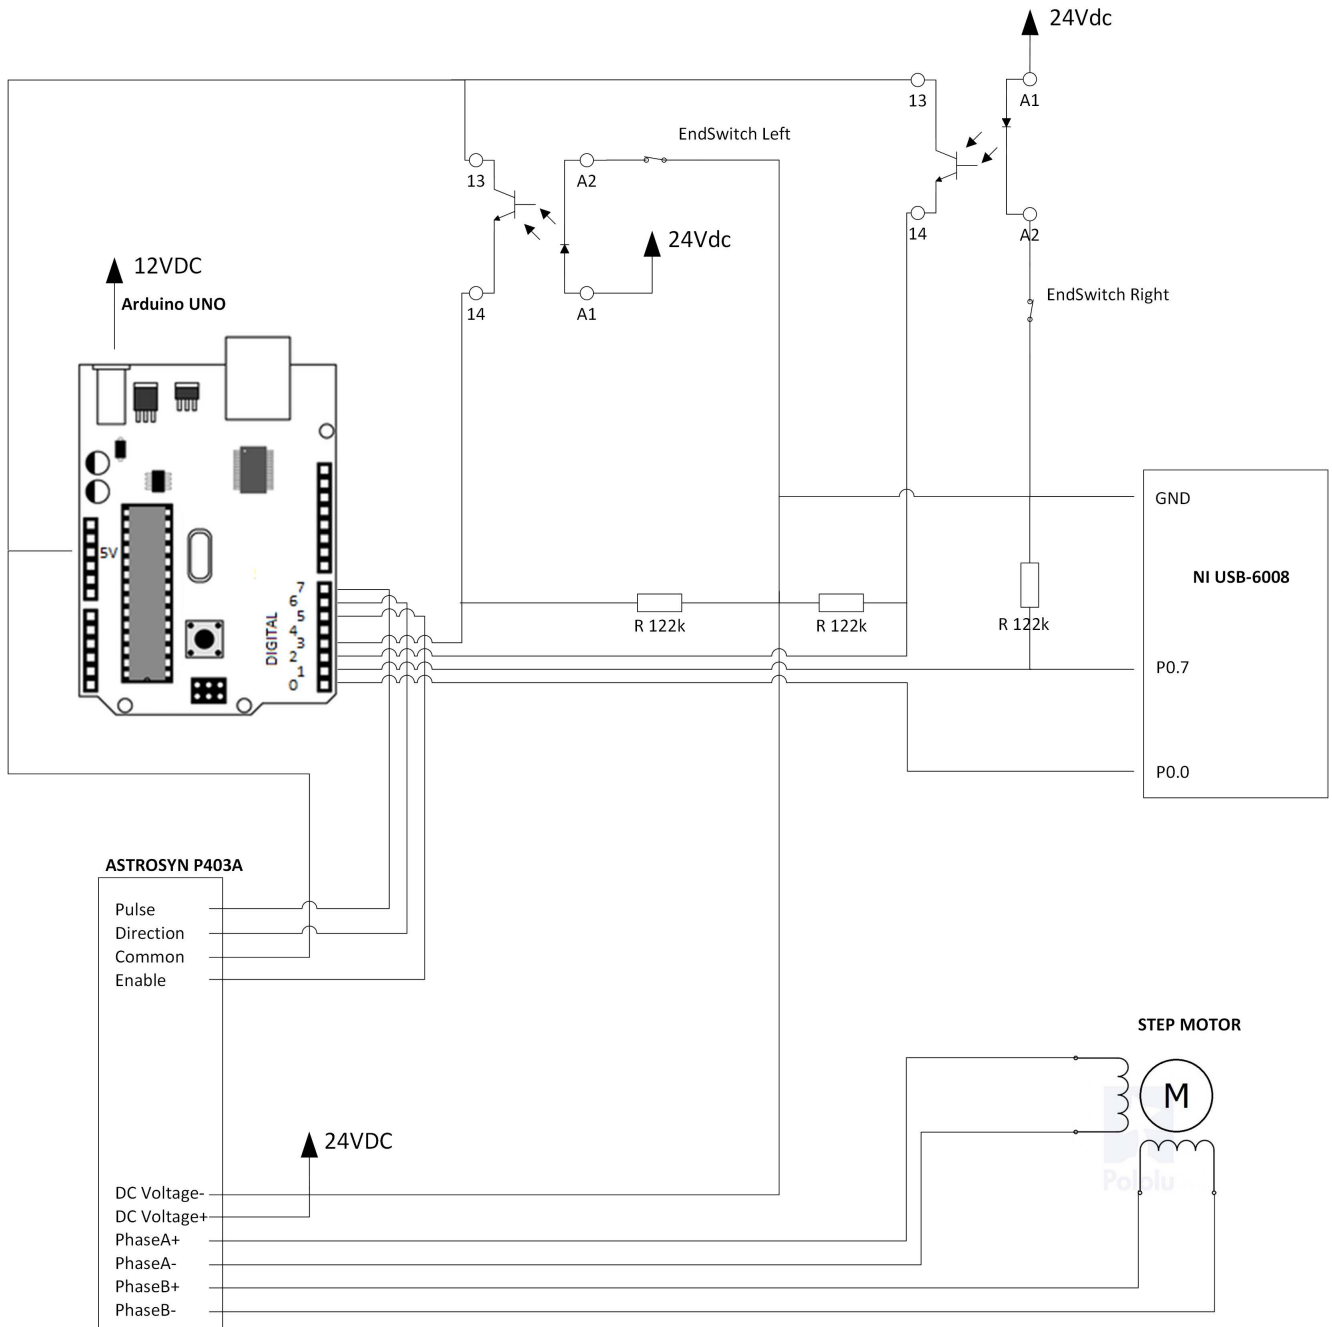 24Vdc
13
A1
EndSwitch Left
13
A2
14
A2
24Vdc
12VDC
Arduino UNO
14
A1
EndSwitch Right
GND
5V
NI USB-6008
7
6
5
4
3
2
1
0
DIGITAL
R 122k
R 122k
R 122k
P0.7
P0.0
ASTROSYN P403A
Pulse
Direction
Common
Enable
STEP MOTOR
M
Pololu
24VDC
DC Voltage-
DC Voltage+
PhaseA+
PhaseA-
PhaseB+
PhaseB-